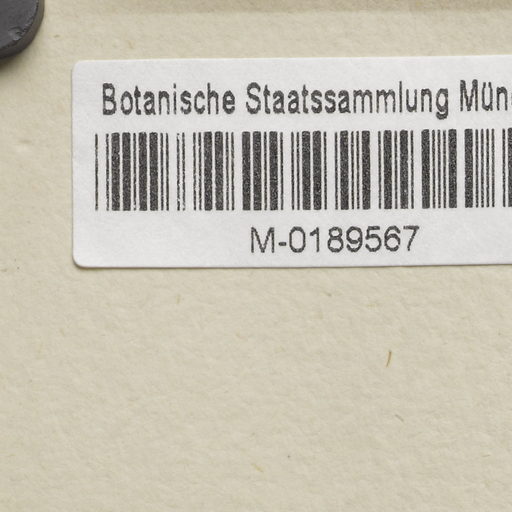 Botanische Staatssammlung Mün
M-0189567